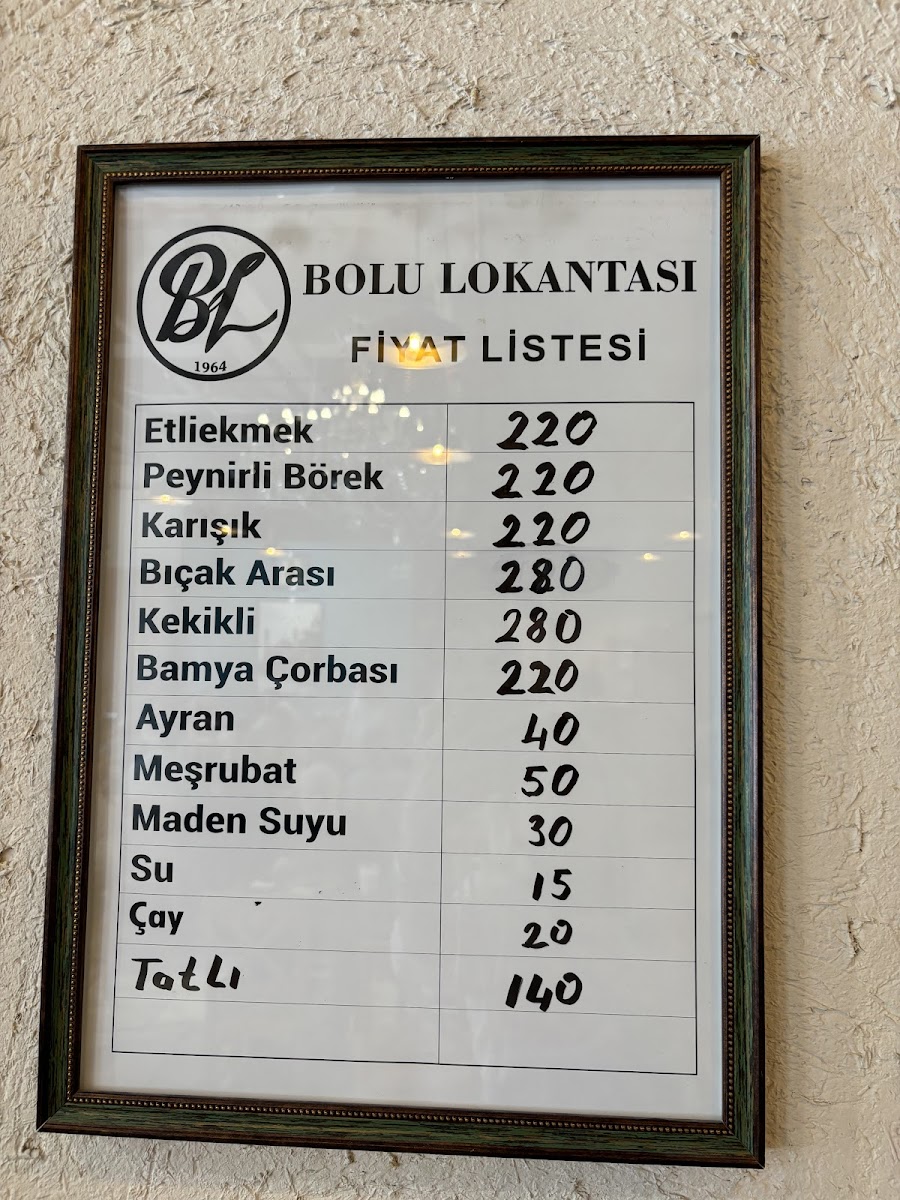 BL
1964
BOLU LOKANTASI
FİYAT LİSTESİ
Etliekmek 220
Peynirli Börek 220
Karışık 220
Bıçak Arası 280
Kekikli 280
Bamya Çorbası 220
Ayran 40
Meşrubat 50
Maden Suyu 30
Su 15
Çay 20
Tatlı 140